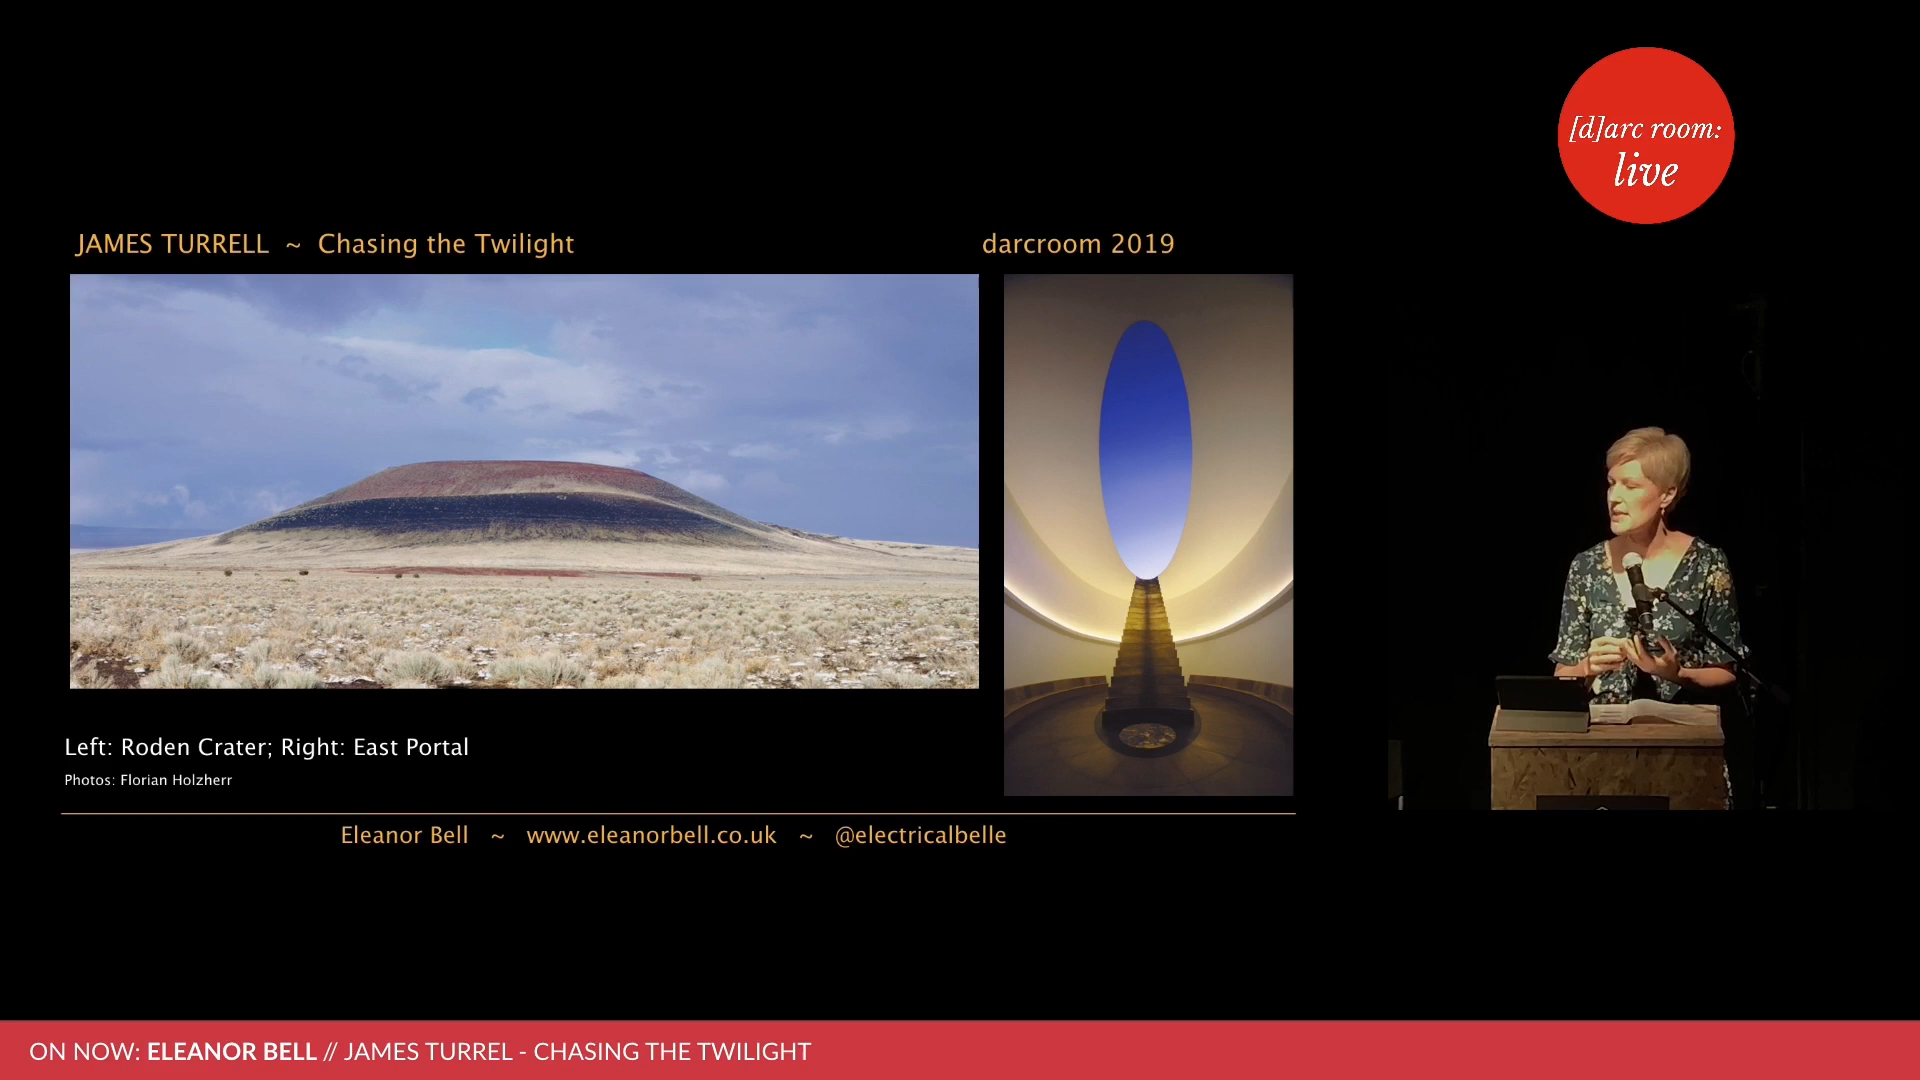 [d]arc room:
live
JAMES TURRELL ~ Chasing the Twilight
darcroom 2019
Left: Roden Crater; Right: East Portal
Photos: Florian Holzherr
Eleanor Bell ~ www.eleanorbell.co.uk ~ @electricalbelle
ON NOW: ELEANOR BELL // JAMES TURREL - CHASING THE TWILIGHT